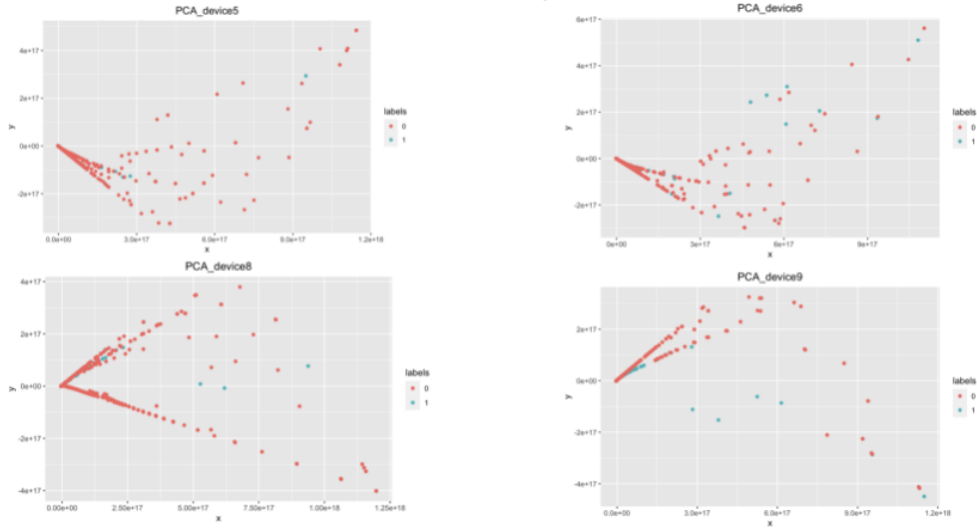 PCA_device5
4e+17
2e+17
0e+00
-2e+17
y
0.0e+00 3.0e+17 6.0e+17 9.0e+17 1.2e+18
x
labels
0
1
PCA_device6
6e+17
4e+17
2e+17
0e+00
-2e+17
y
0e+00 3e+17 6e+17 9e+17
x
labels
0
1
PCA_device8
4e+17
2e+17
0e+00
-2e+17
-4e+17
y
0.00e+00 2.50e+17 5.00e+17 7.50e+17 1.00e+18 1.25e+18
x
labels
0
1
PCA_device9
2e+17
0e+00
-2e+17
-4e+17
y
0.0e+00 3.0e+17 6.0e+17 9.0e+17 1.2e+18
x
labels
0
1